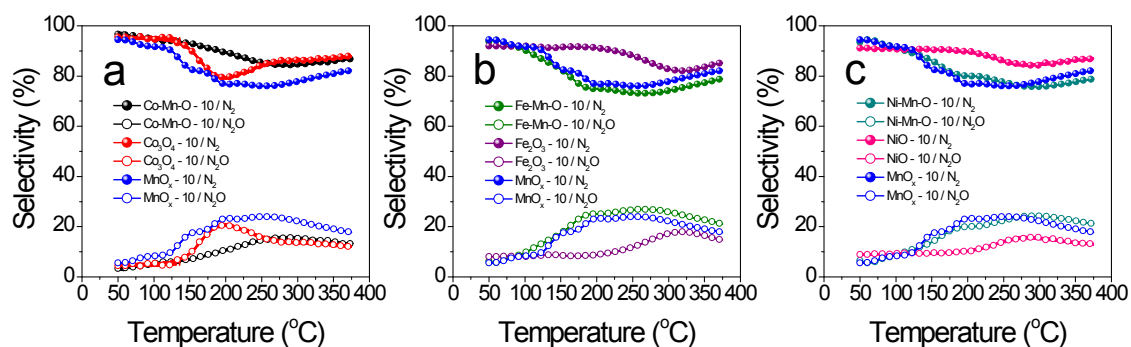 100
80
60
40
20
0
Selectivity (%)
a
Co-Mn-O - 10 / N₂
Co-Mn-O - 10 / N₂O
Co₃O₄ - 10 / N₂
Co₃O₄ - 10 / N₂O
MnOₓ - 10 / N₂
MnOₓ - 10 / N₂O
0 50 100 150 200 250 300 350 400
Temperature (°C)
100
80
60
40
20
0
Selectivity (%)
b
Fe-Mn-O - 10 / N₂
Fe-Mn-O - 10 / N₂O
Fe₂O₃ - 10 / N₂
Fe₂O₃ - 10 / N₂O
MnOₓ - 10 / N₂
MnOₓ - 10 / N₂O
0 50 100 150 200 250 300 350 400
Temperature (°C)
100
80
60
40
20
0
Selectivity (%)
c
Ni-Mn-O - 10 / N₂
Ni-Mn-O - 10 / N₂O
NiO - 10 / N₂
NiO - 10 / N₂O
MnOₓ - 10 / N₂
MnOₓ - 10 / N₂O
0 50 100 150 200 250 300 350 400
Temperature (°C)